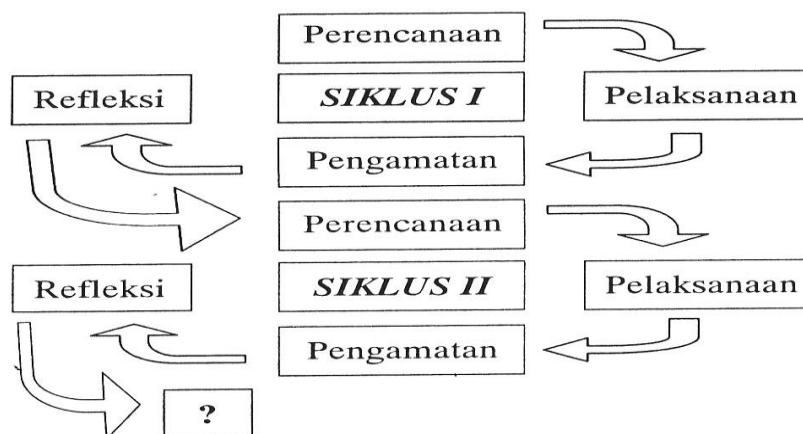 Perencanaan
Refleksi
SIKLUS I
Pelaksanaan
Pengamatan
Perencanaan
Refleksi
SIKLUS II
Pelaksanaan
Pengamatan
?